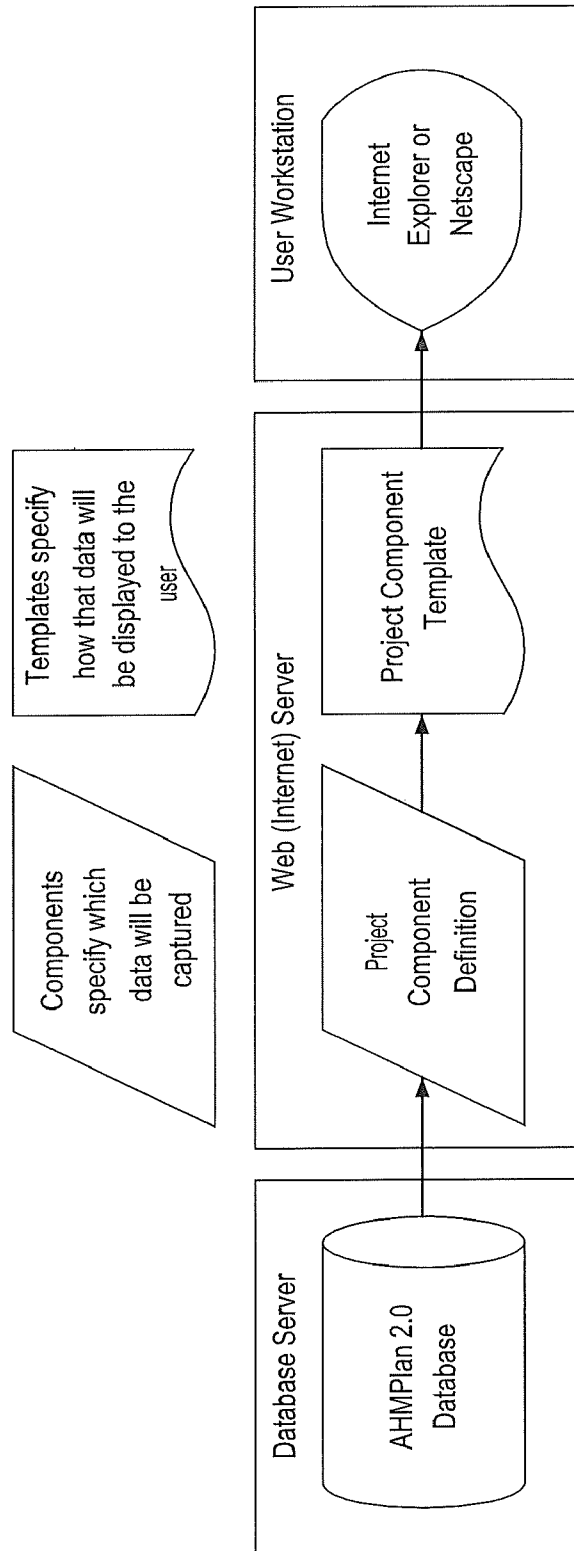 Components
specify which
data will be
captured
Templates specify
how that data will
be displayed to the
user
Database Server
AHMPlan 2.0
Database
Web (Internet) Server
Project
Component
Definition
Project Component
Template
User Workstation
Internet
Explorer or
Netscape